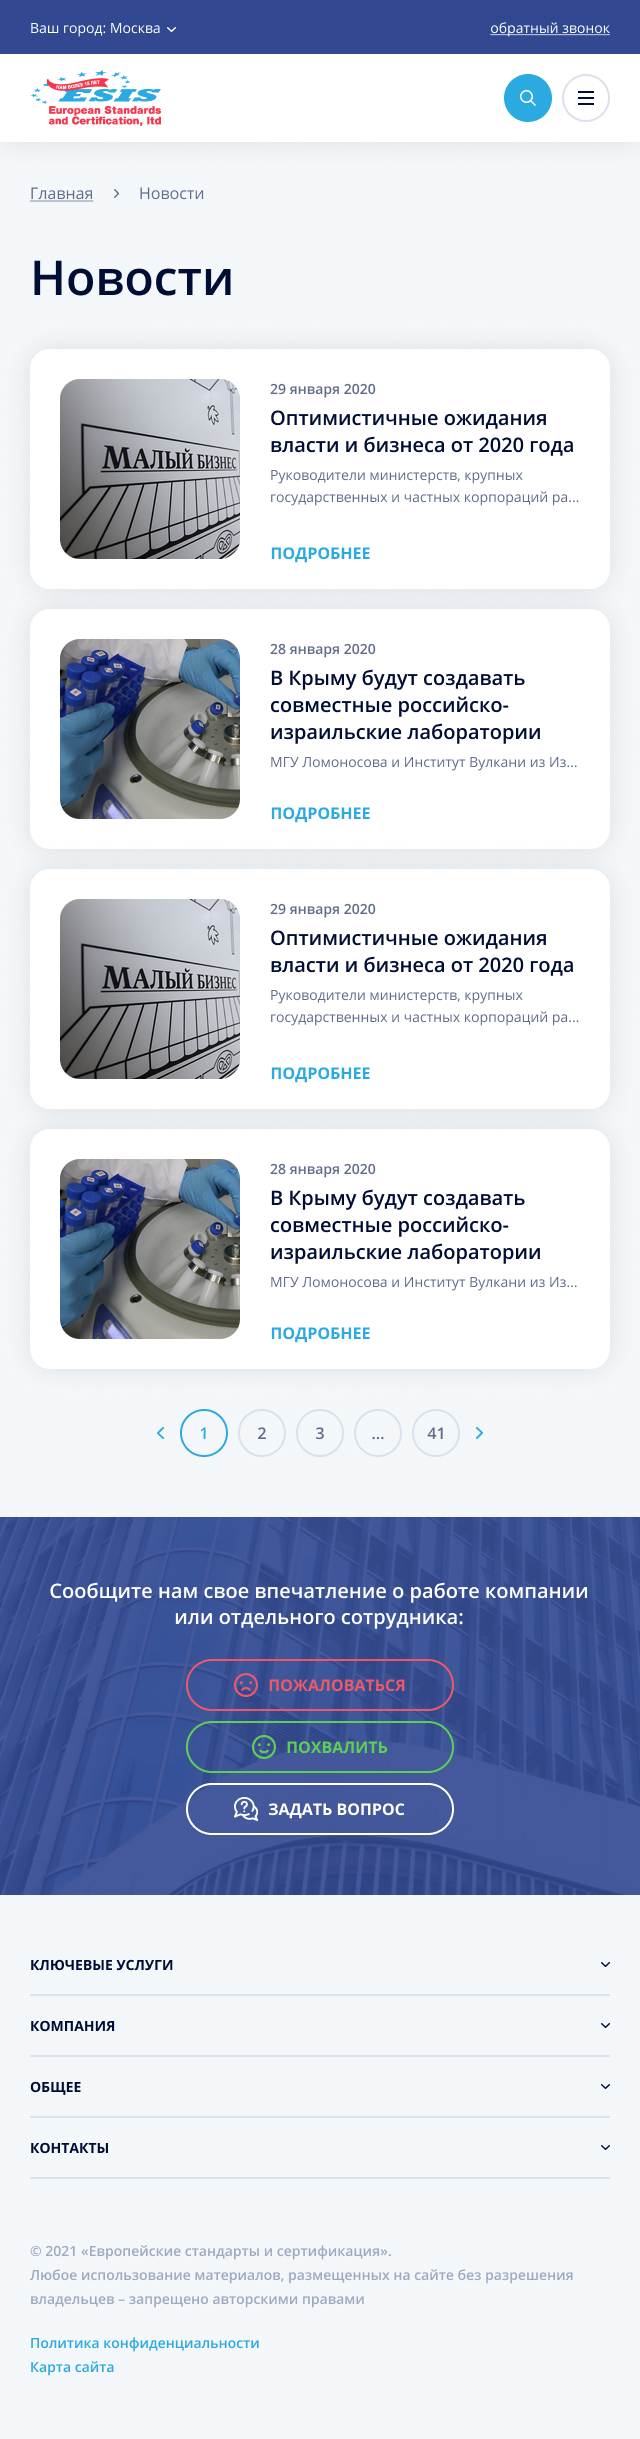 Ваш город: Москва
обратный звонок
НАМ БОЛЕЕ 15 ЛЕТ
ESIS
European Standards
and Certification, ltd
Главная
Новости
Новости
МАЛЫЙ БИЗНЕС
29 января 2020
Оптимистичные ожидания
власти и бизнеса от 2020 года
Руководители министерств, крупных
государственных и частных корпораций ра...
ПОДРОБНЕЕ
28 января 2020
В Крыму будут создавать
совместные российско-
израильские лаборатории
МГУ Ломоносова и Институт Вулкани из Из...
ПОДРОБНЕЕ
МАЛЫЙ БИЗНЕС
29 января 2020
Оптимистичные ожидания
власти и бизнеса от 2020 года
Руководители министерств, крупных
государственных и частных корпораций ра...
ПОДРОБНЕЕ
28 января 2020
В Крыму будут создавать
совместные российско-
израильские лаборатории
МГУ Ломоносова и Институт Вулкани из Из...
ПОДРОБНЕЕ
1 2 3 ... 41
Сообщите нам свое впечатление о работе компании
или отдельного сотрудника:
ПОЖАЛОВАТЬСЯ
ПОХВАЛИТЬ
ЗАДАТЬ ВОПРОС
КЛЮЧЕВЫЕ УСЛУГИ
КОМПАНИЯ
ОБЩЕЕ
КОНТАКТЫ
© 2021 «Европейские стандарты и сертификация».
Любое использование материалов, размещенных на сайте без разрешения
владельцев – запрещено авторскими правами
Политика конфиденциальности
Карта сайта